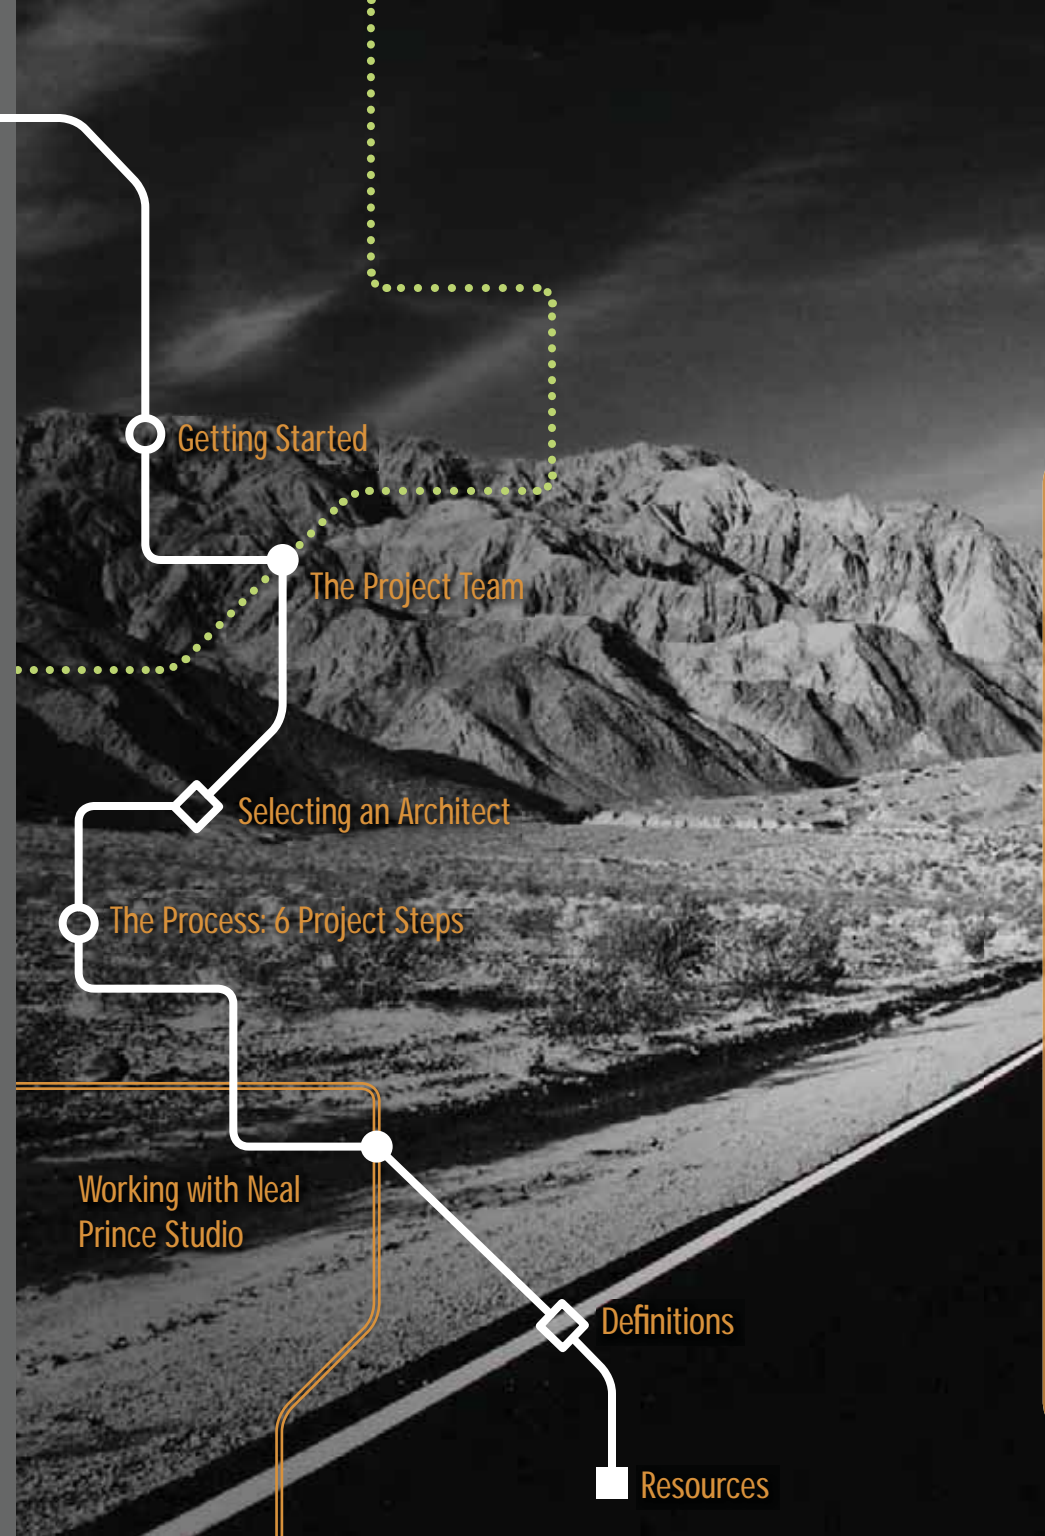 Getting Started
The Project Team
Selecting an Architect
The Process: 6 Project Steps
Working with Neal
Prince Studio
Definitions
Resources